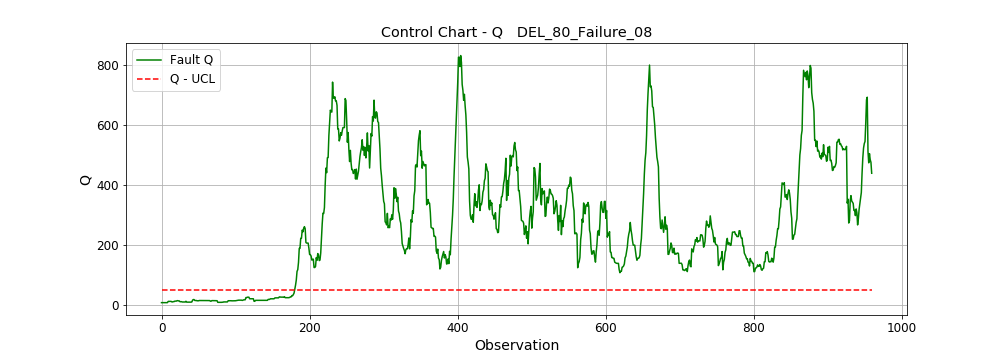 Control Chart - Q   DEL_80_Failure_08
Fault Q
Q - UCL
Q
800
600
400
200
0
0 200 400 600 800 1000
Observation